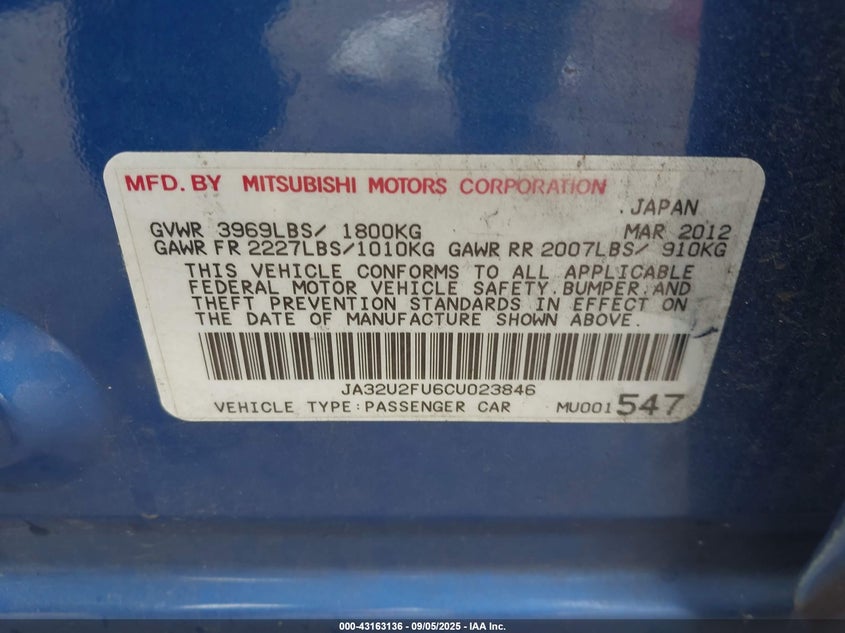 MFD. BY MITSUBISHI MOTORS CORPORATION
JAPAN
GVWR 3969LBS/ 1800KG MAR 2012
GAWR FR 2227LBS/1010KG GAWR RR 2007LBS/ 910KG
THIS VEHICLE CONFORMS TO ALL APPLICABLE
FEDERAL MOTOR VEHICLE SAFETY.BUMPER.AND
THEFT PREVENTION STANDARDS IN EFFECT ON
THE DATE OF MANUFACTURE SHOWN ABOVE.
JA32U2FU6CU023846
VEHICLE TYPE:PASSENGER CAR MU001547
000-43163136 - 09/05/2025 - IAA Inc.